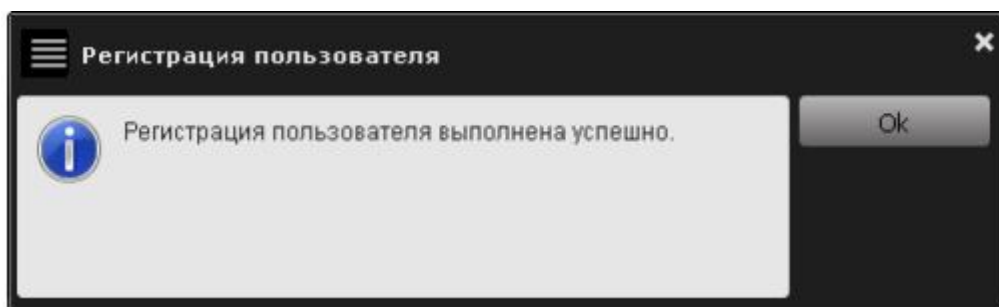 Регистрация пользователя
Регистрация пользователя выполнена успешно.
Ok